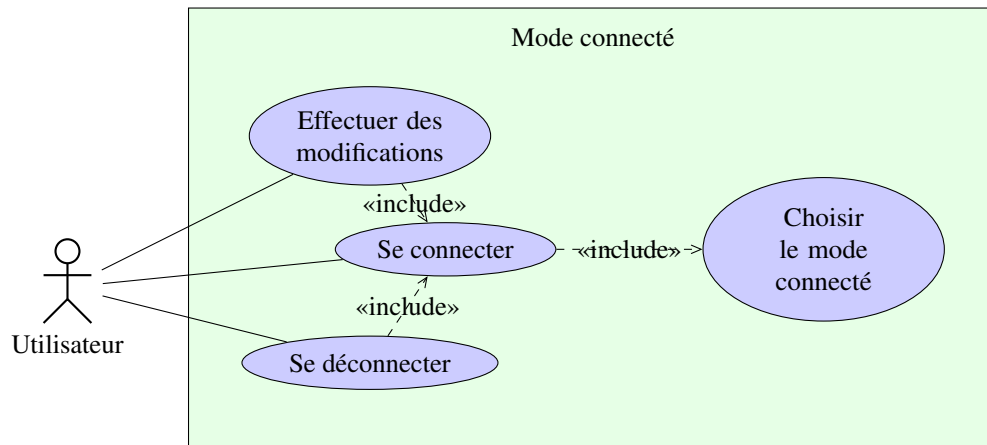 Mode connecté
Effectuer des
modifications
«include»
Se connecter
«include»
Choisir
le mode
connecté
«include»
Utilisateur
Se déconnecter